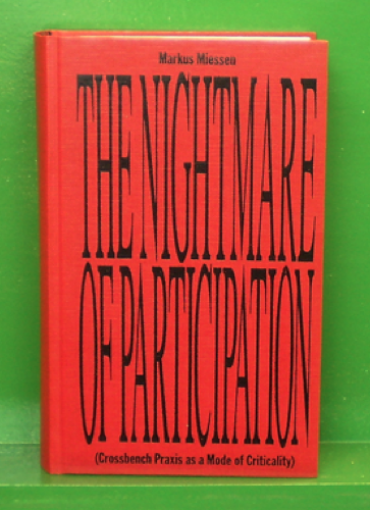 Markus Miessen
THE NIGHTMARE
OF PARTICIPATION
(Crossbench Praxis as a Mode of Criticality)